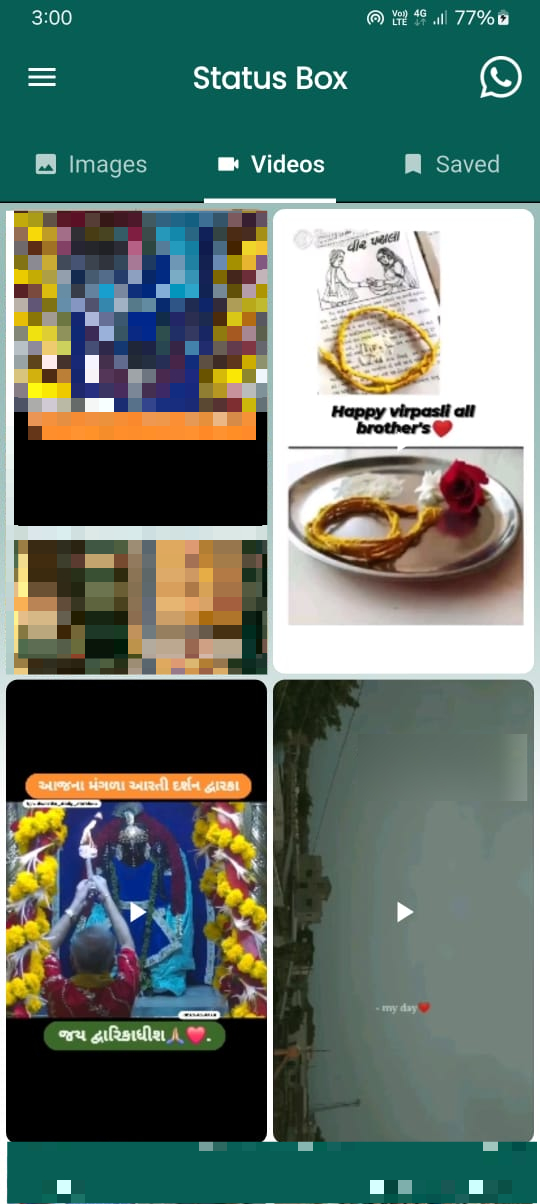 3:00
Vo)) LTE 4G 77%
Status Box
Images
Videos
Saved
વીર પસલી
Happy virpasli all
brother's❤️
આજના મંગળા આરતી દર્શન દ્વારકા
જય દ્વારિકાધીશ🙏🏻❤️.
- my day❤️